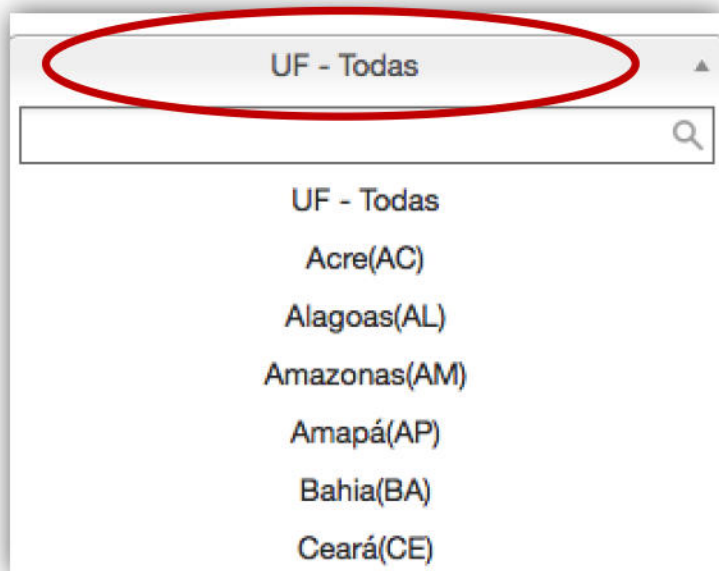 UF - Todas
UF - Todas
Acre(AC)
Alagoas(AL)
Amazonas(AM)
Amapá(AP)
Bahia(BA)
Ceará(CE)